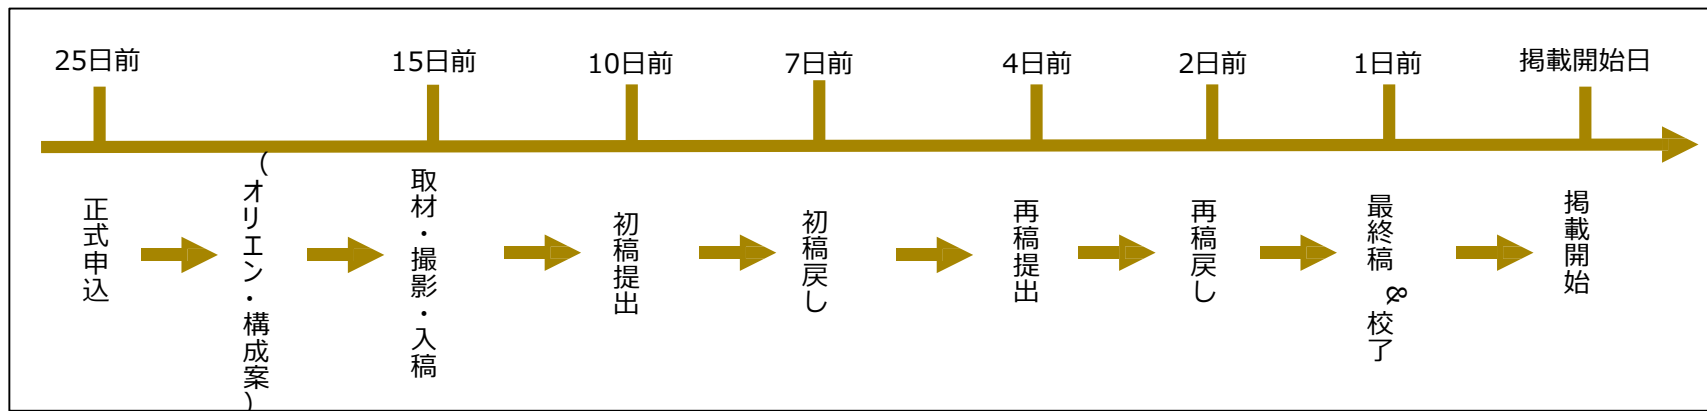 25日前
15日前
10日前
7日前
4日前
2日前
1日前
掲載開始日
正式申込
(オリエン・構成案)
取材・撮影・入稿
初稿提出
初稿戻し
再稿提出
再稿戻し
最終稿&校了
掲載開始